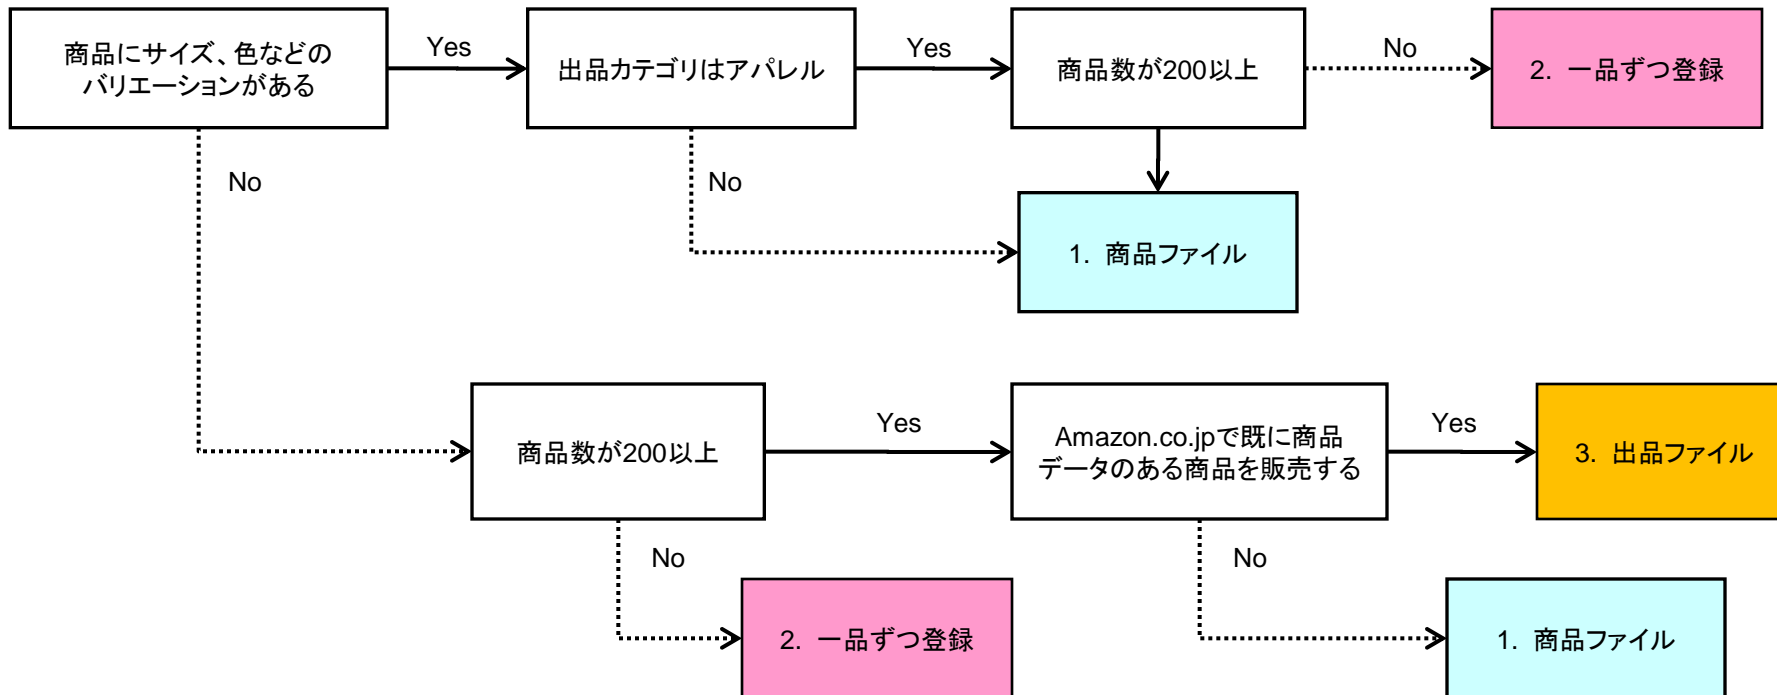 商品にサイズ、色などの
バリエーションがある
Yes
出品カテゴリはアパレル
Yes
商品数が200以上
No
2. 一品ずつ登録
No
No
1. 商品ファイル
商品数が200以上
Yes
Amazon.co.jpで既に商品
データのある商品を販売する
Yes
3. 出品ファイル
No
2. 一品ずつ登録
No
1. 商品ファイル